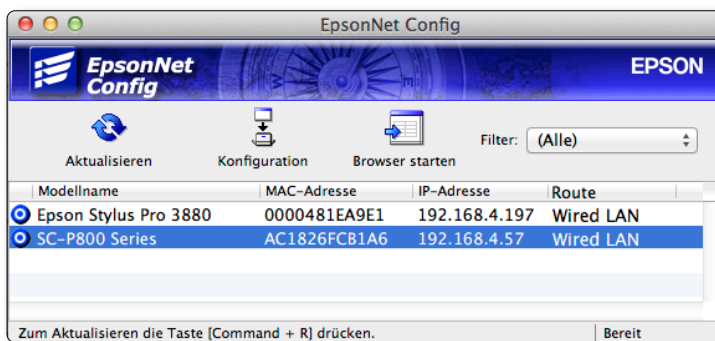 EpsonNet Config
EpsonNet
Config
EPSON
Aktualisieren
Konfiguration
Browser starten
Filter: (Alle)
Modellname MAC-Adresse IP-Adresse Route
Epson Stylus Pro 3880 0000481EA9E1 192.168.4.197 Wired LAN
SC-P800 Series AC1826FCB1A6 192.168.4.57 Wired LAN
Zum Aktualisieren die Taste [Command + R] drücken. Bereit